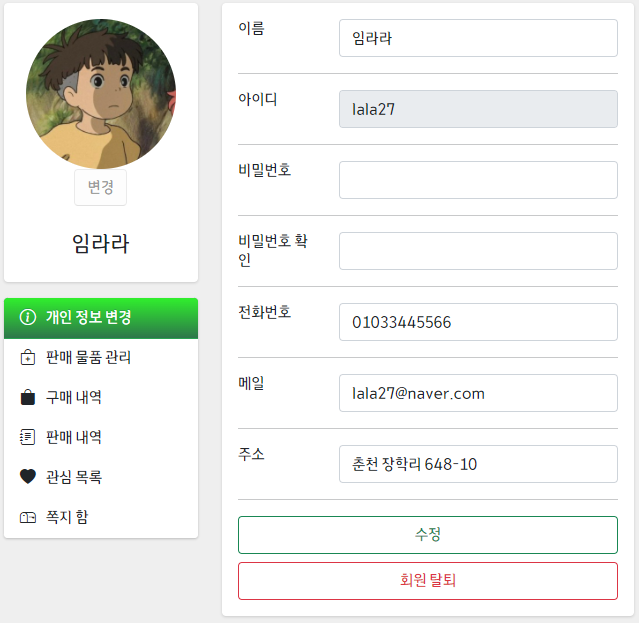 변경
임라라
개인 정보 변경
판매 물품 관리
구매 내역
판매 내역
관심 목록
쪽지 함
이름
임라라
아이디
lala27
비밀번호
비밀번호 확
인
전화번호
01033445566
메일
lala27@naver.com
주소
춘천 장학리 648-10
수정
회원 탈퇴